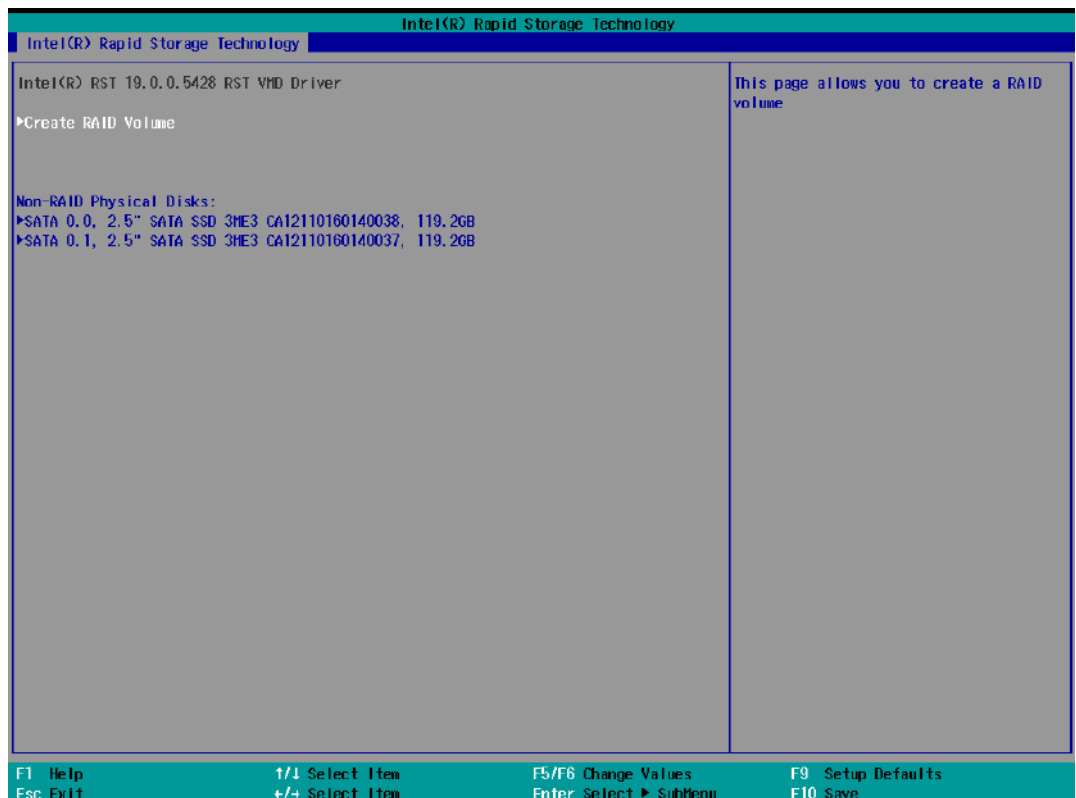 Intel(R) Rapid Storage Technology
Intel(R) Rapid Storage Technology
Intel(R) RST 19.0.0.5428 RST VMD Driver
▶Create RAID Volume
Non-RAID Physical Disks:
▶SATA 0.0, 2.5" SATA SSD 3ME3 CA12110160140038, 119.2GB
▶SATA 0.1, 2.5" SATA SSD 3ME3 CA12110160140037, 119.2GB
This page allows you to create a RAID
volume
F1 Help ↑/↓ Select Item F5/F6 Change Values F9 Setup Defaults
Esc Exit ←/→ Select Item Enter Select ▶ SubMenu F10 Save